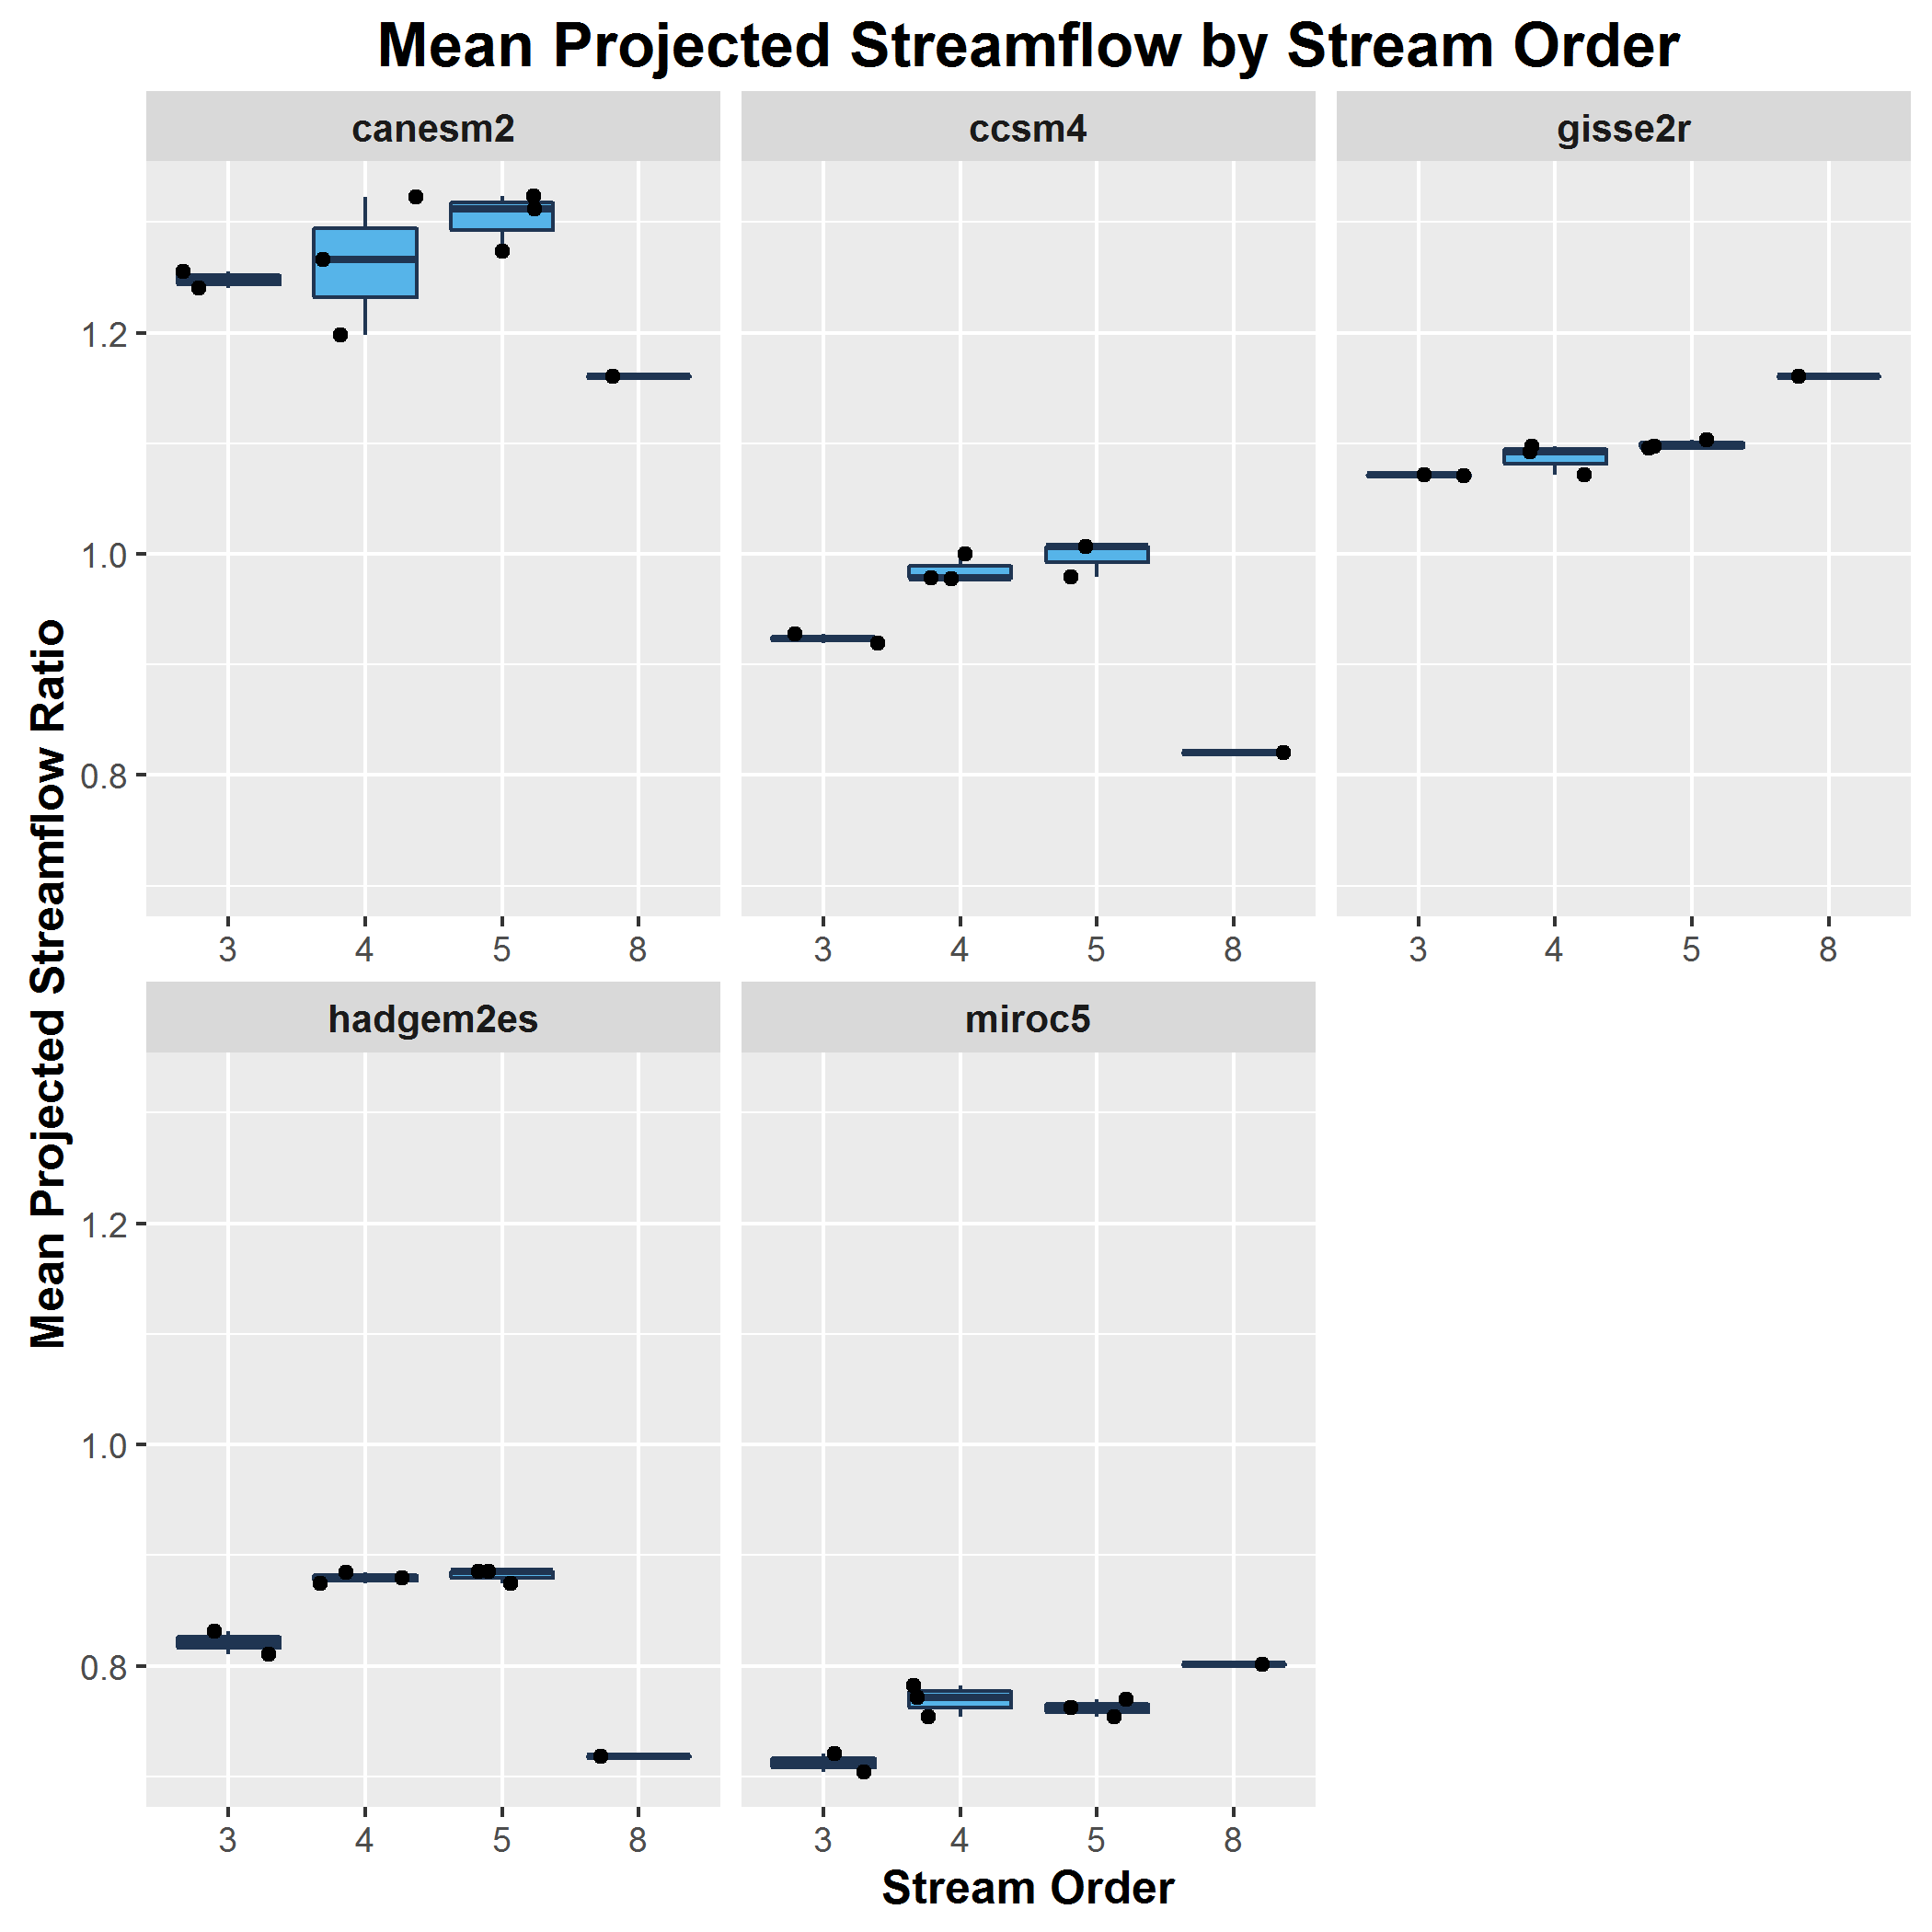 Mean Projected Streamflow by Stream Order
canesm2
ccsm4
gisse2r
1.2
1.0
0.8
3 4 5 8
3 4 5 8
3 4 5 8
Mean Projected Streamflow Ratio
hadgem2es
miroc5
1.2
1.0
0.8
3 4 5 8
3 4 5 8
Stream Order